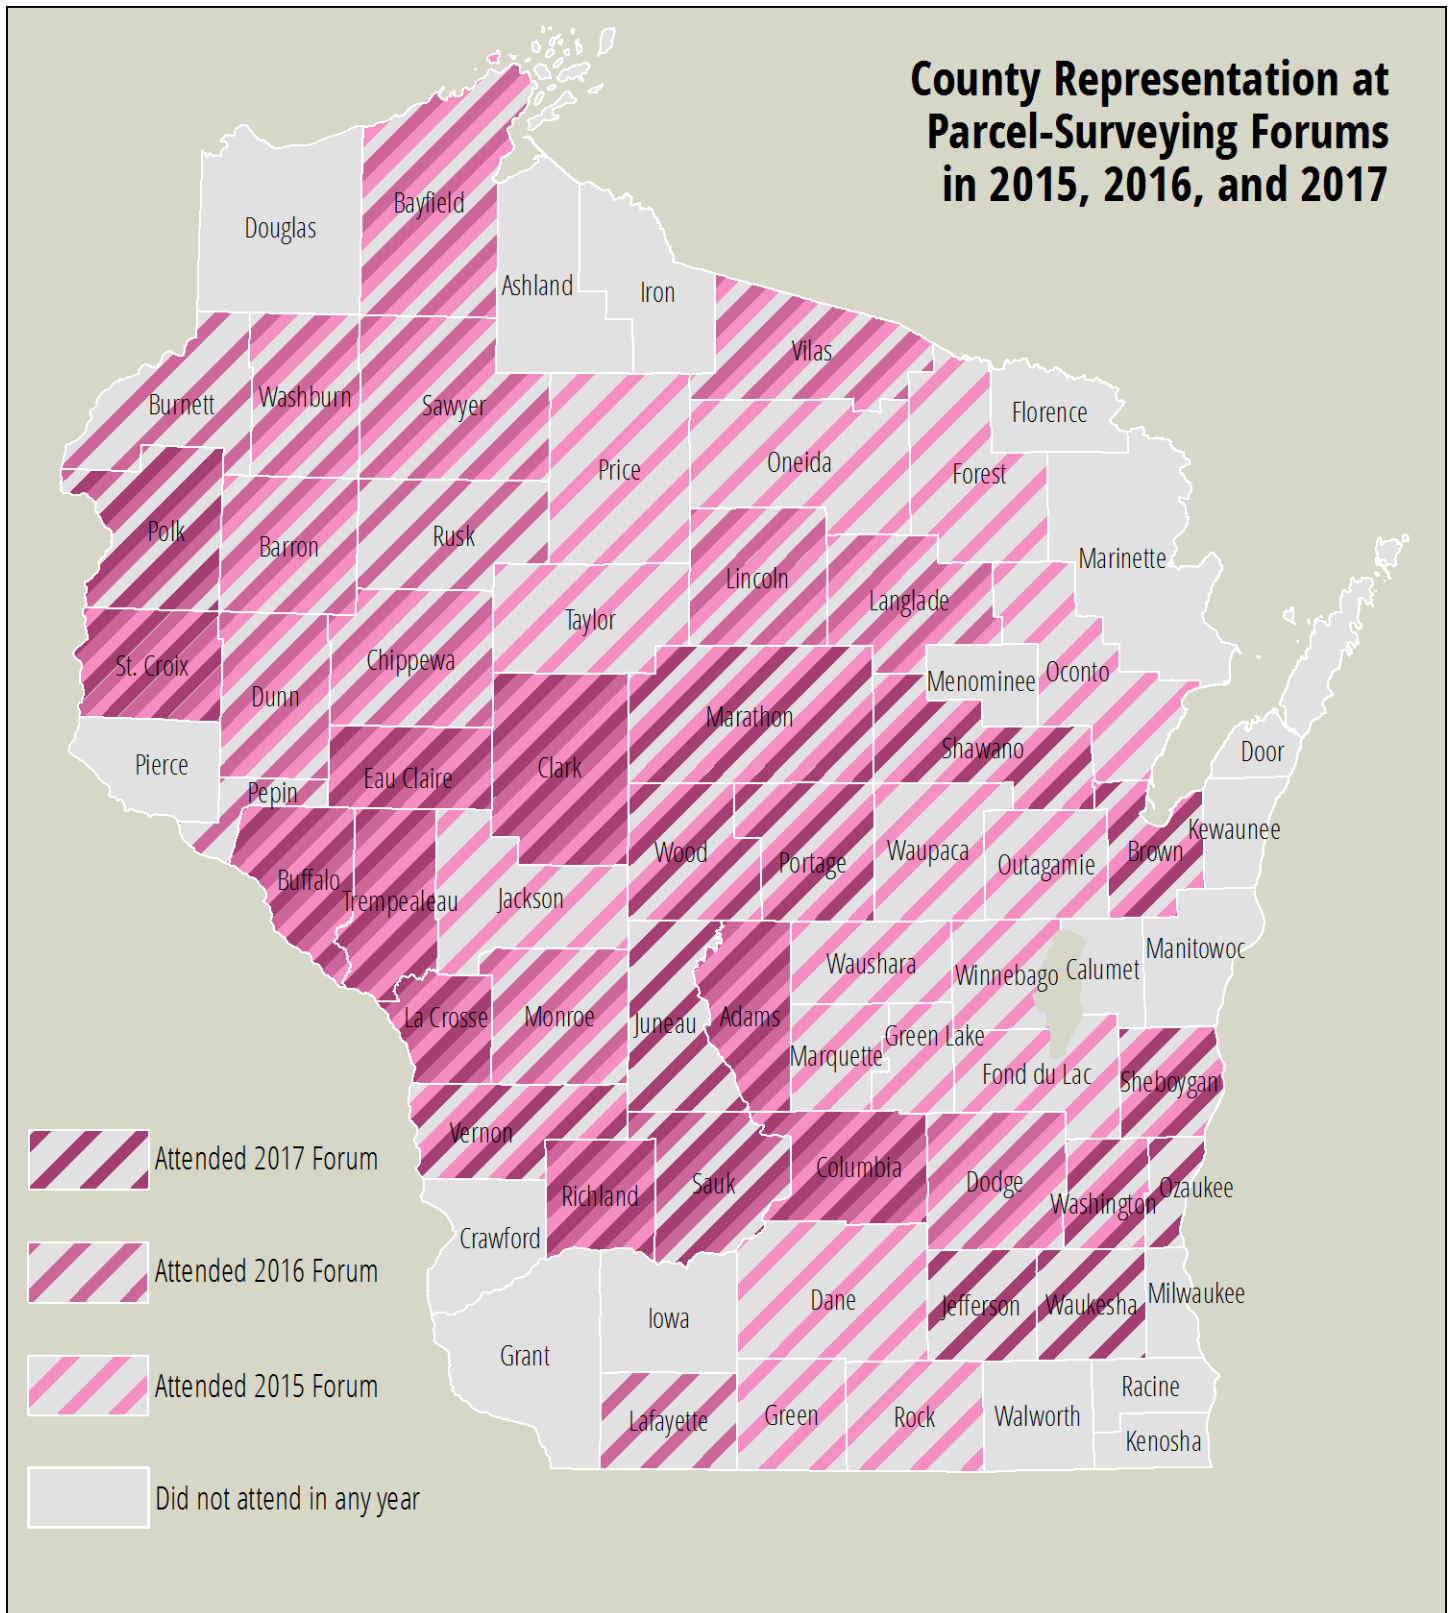 County Representation at
Parcel-Surveying Forums
in 2015, 2016, and 2017
Douglas
Bayfield
Ashland
Iron
Vilas
Burnett
Washburn
Sawyer
Price
Oneida
Forest
Florence
Marinette
Polk
Barron
Rusk
Lincoln
Langlade
Taylor
St. Croix
Dunn
Chippewa
Menominee
Oconto
Pierce
Pepin
Eau Claire
Clark
Marathon
Shawano
Door
Kewaunee
Buffalo
Trempealeau
Jackson
Wood
Portage
Waupaca
Outagamie
Brown
Waushara
Winnebago
Calumet
Manitowoc
La Crosse
Monroe
Juneau
Adams
Marquette
Green Lake
Fond du Lac
Sheboygan
Vernon
Richland
Sauk
Columbia
Dodge
Washington
Ozaukee
Crawford
Grant
Iowa
Dane
Jefferson
Waukesha
Milwaukee
Lafayette
Green
Rock
Walworth
Racine
Kenosha
Attended 2017 Forum
Attended 2016 Forum
Attended 2015 Forum
Did not attend in any year